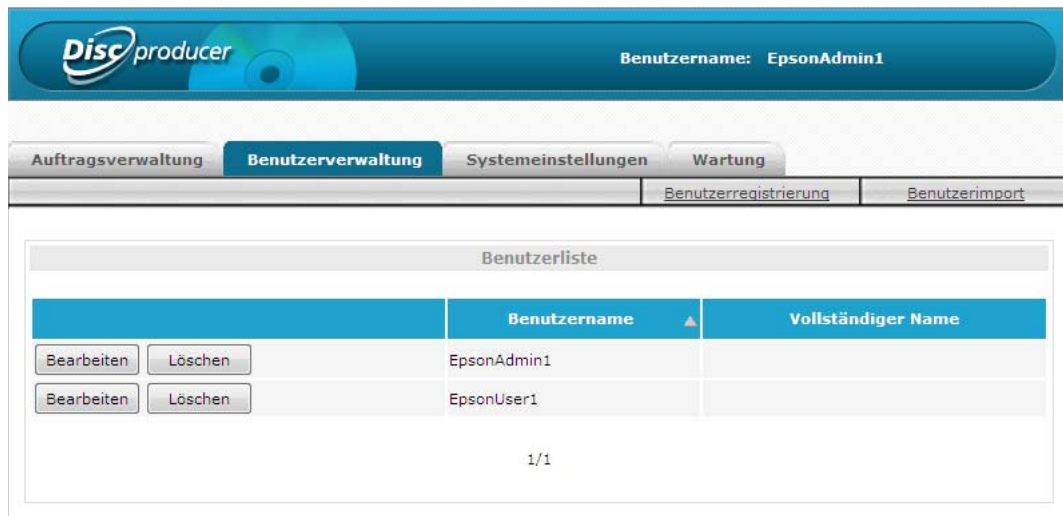 Disc producer
Benutzername: EpsonAdmin1
Auftragsverwaltung Benutzerverwaltung Systemeinstellungen Wartung
Benutzerregistrierung Benutzerimport
Benutzerliste
Benutzername Vollständiger Name
Bearbeiten Löschen EpsonAdmin1
Bearbeiten Löschen EpsonUser1
1/1